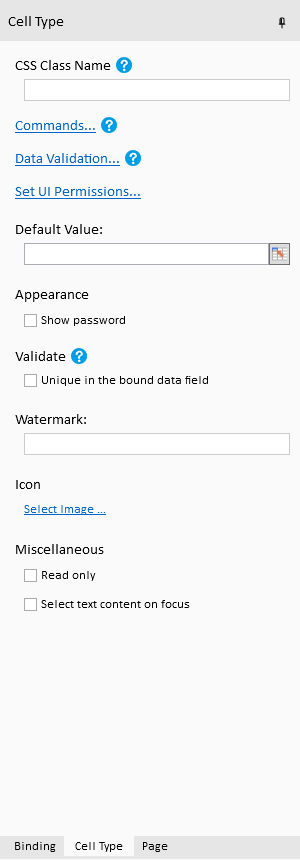 Cell Type
CSS Class Name ?
Commands... ?
Data Validation... ?
Set UI Permissions...
Default Value:
Appearance
Show password
Validate ?
Unique in the bound data field
Watermark:
Icon
Select Image ...
Miscellaneous
Read only
Select text content on focus
Binding Cell Type Page